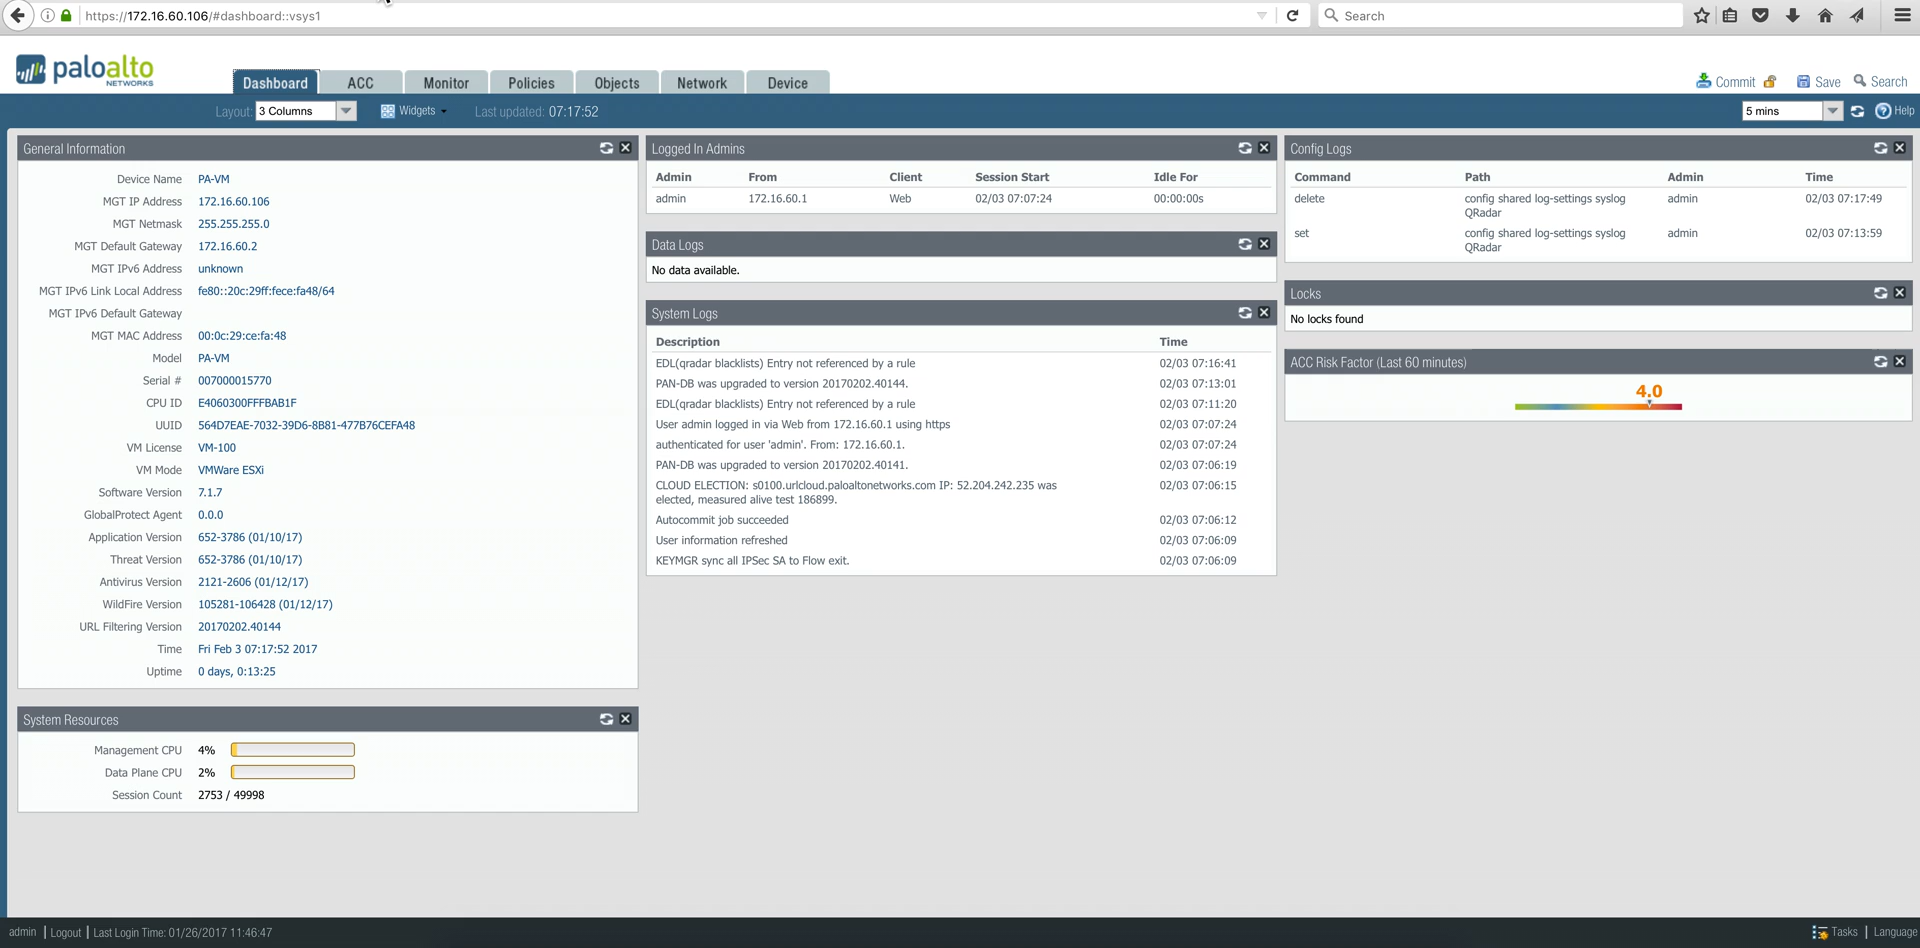 https://172.16.60.106/#dashboard::vsys1
Search
paloalto
NETWORKS
Dashboard
ACC
Monitor
Policies
Objects
Network
Device
Commit
Save
Search
Layout: 3 Columns
Widgets
Last updated: 07:17:52
5 mins
Help
General Information
Device Name PA-VM
MGT IP Address 172.16.60.106
MGT Netmask 255.255.255.0
MGT Default Gateway 172.16.60.2
MGT IPv6 Address unknown
MGT IPv6 Link Local Address fe80::20c:29ff:fece:fa48/64
MGT IPv6 Default Gateway
MGT MAC Address 00:0c:29:ce:fa:48
Model PA-VM
Serial # 007000015770
CPU ID E4060300FFFBAB1F
UUID 564D7EAE-7032-39D6-8B81-477B76CEFA48
VM License VM-100
VM Mode VMWare ESXi
Software Version 7.1.7
GlobalProtect Agent 0.0.0
Application Version 652-3786 (01/10/17)
Threat Version 652-3786 (01/10/17)
Antivirus Version 2121-2606 (01/12/17)
WildFire Version 105281-106428 (01/12/17)
URL Filtering Version 20170202.40144
Time Fri Feb 3 07:17:52 2017
Uptime 0 days, 0:13:25
System Resources
Management CPU 4%
Data Plane CPU 2%
Session Count 2753 / 49998
Logged In Admins
Admin From Client Session Start Idle For
admin 172.16.60.1 Web 02/03 07:07:24 00:00:00s
Data Logs
No data available.
System Logs
Description Time
EDL(qradar blacklists) Entry not referenced by a rule 02/03 07:16:41
PAN-DB was upgraded to version 20170202.40144. 02/03 07:13:01
EDL(qradar blacklists) Entry not referenced by a rule 02/03 07:11:20
User admin logged in via Web from 172.16.60.1 using https 02/03 07:07:24
authenticated for user 'admin'. From: 172.16.60.1. 02/03 07:07:24
PAN-DB was upgraded to version 20170202.40141. 02/03 07:06:19
CLOUD ELECTION: s0100.urlcloud.paloaltonetworks.com IP: 52.204.242.235 was 02/03 07:06:15
elected, measured alive test 186899.
Autocommit job succeeded 02/03 07:06:12
User information refreshed 02/03 07:06:09
KEYMGR sync all IPSec SA to Flow exit. 02/03 07:06:09
Config Logs
Command Path Admin Time
delete config shared log-settings syslog admin 02/03 07:17:49
QRadar
set config shared log-settings syslog admin 02/03 07:13:59
QRadar
Locks
No locks found
ACC Risk Factor (Last 60 minutes)
4.0
admin | Logout | Last Login Time: 01/26/2017 11:46:47
Tasks | Language